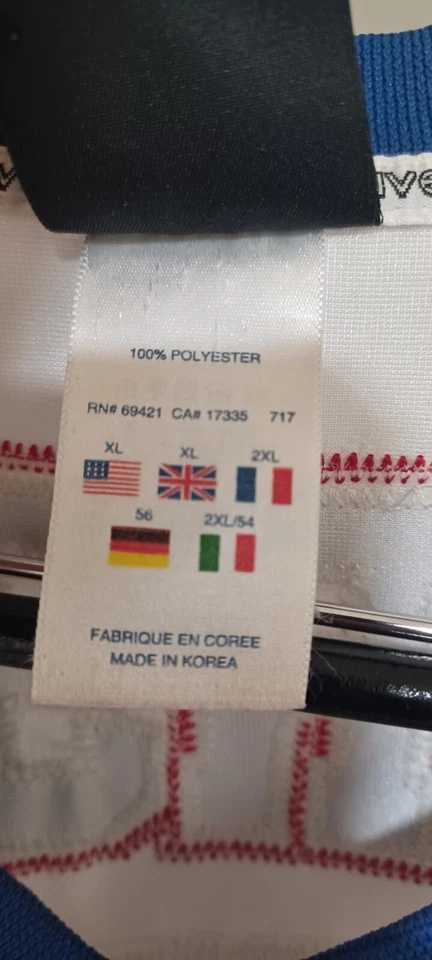 100% POLYESTER
RN# 69421 CA# 17335 717
XL XL 2XL
56 2XL/54
FABRIQUE EN COREE
MADE IN KOREA